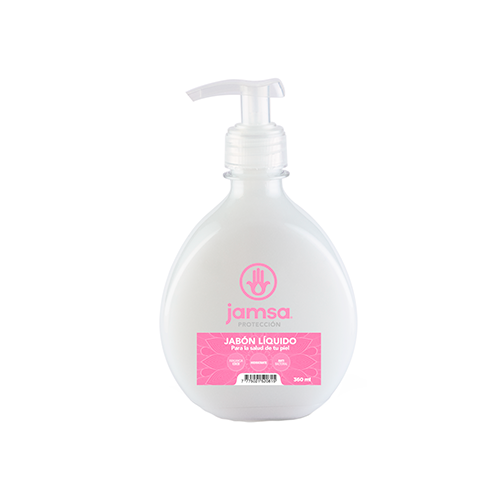 jamsa
PROTECCIÓN
JABÓN LÍQUIDO
Para la salud de tu piel
360 ml